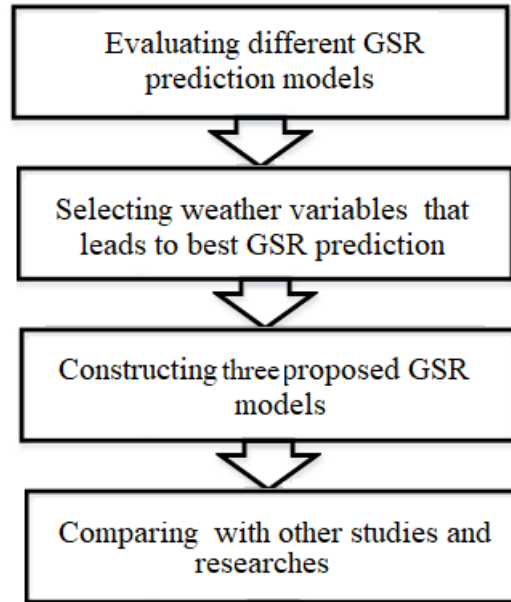 Evaluating different GSR
prediction models
Selecting weather variables that
leads to best GSR prediction
Constructing three proposed GSR
models
Comparing with other studies and
researches